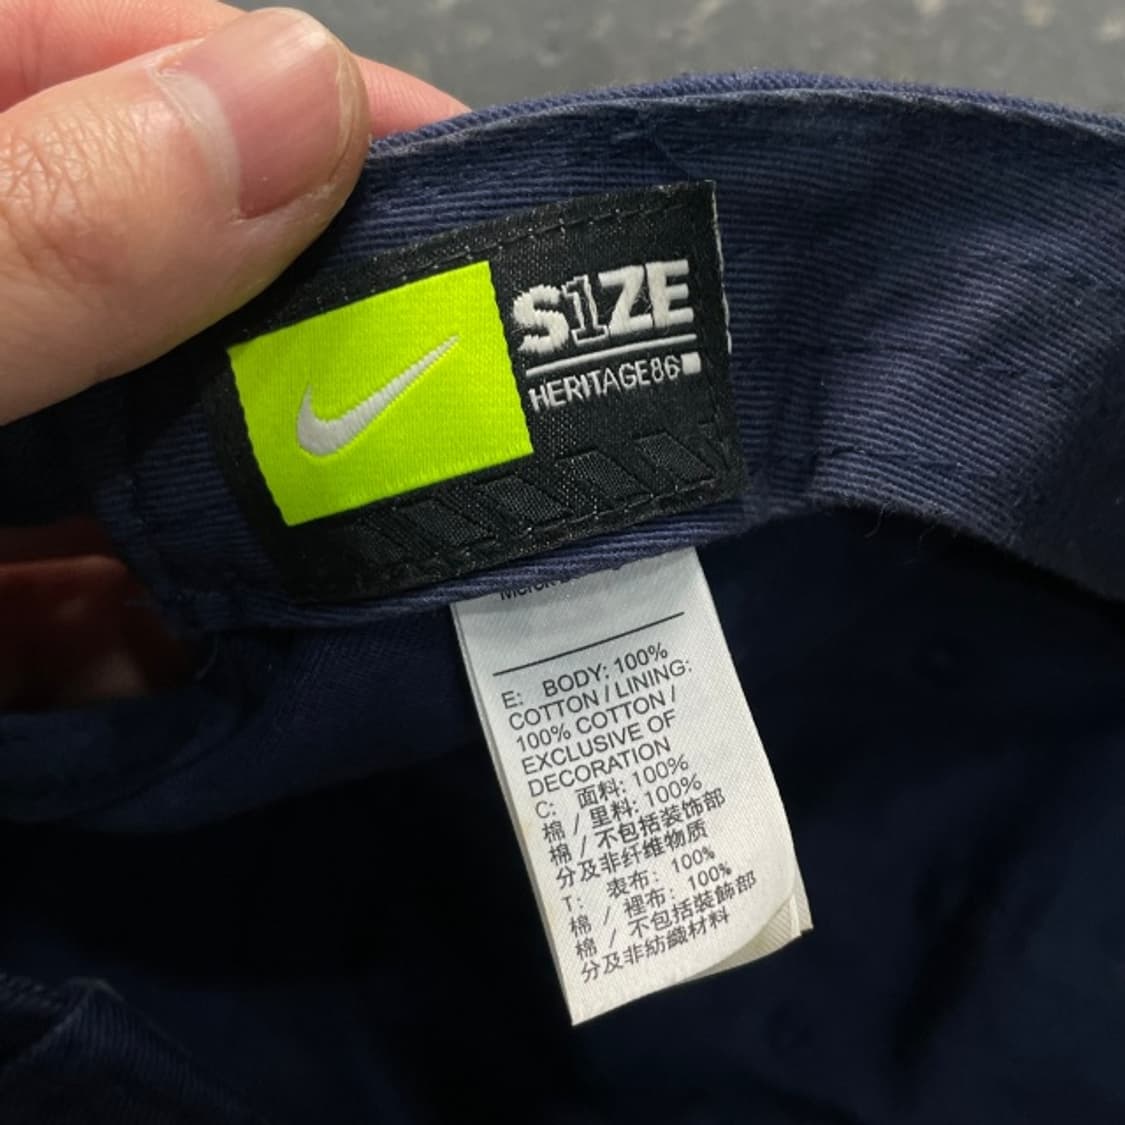 S1ZE
HERITAGE86
E: BODY: 100%
COTTON / LINING:
100% COTTON /
EXCLUSIVE OF
DECORATION
C: 面料: 100%
棉 / 里料: 100%
棉 / 不包括装饰部
分及非纤维物质
T: 表布: 100%
棉 / 裡布: 100%
棉 / 不包括裝飾部
分及非紡織材料